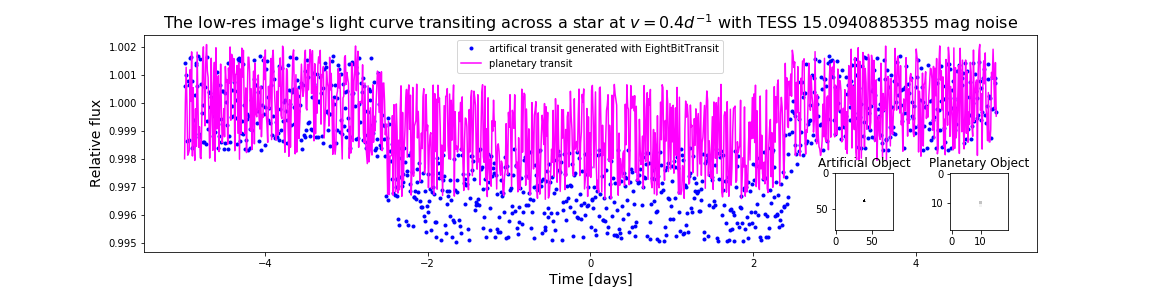 The low-res image's light curve transiting across a star at v = 0.4d⁻¹ with TESS 15.0940885355 mag noise
artifical transit generated with EightBitTransit
planetary transit
Relative flux
1.002
1.001
1.000
0.999
0.998
0.997
0.996
0.995
Artificial Object
0
50
0 50
Planetary Object
0
10
0 10
−4 −2 0 2 4
Time [days]